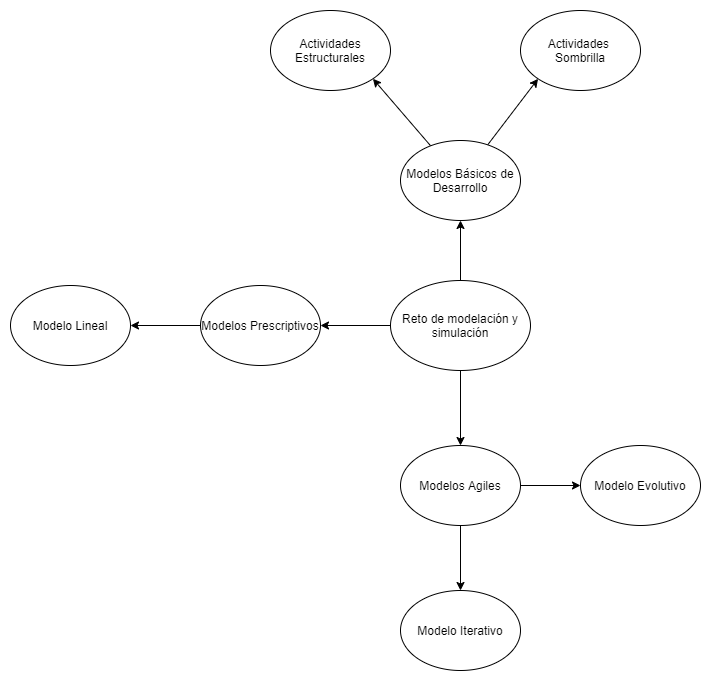 Actividades
Estructurales
Actividades
Sombrilla
Modelos Básicos de
Desarrollo
Modelo Lineal
Modelos Prescriptivos
Reto de modelación y
simulación
Modelos Agiles
Modelo Evolutivo
Modelo Iterativo